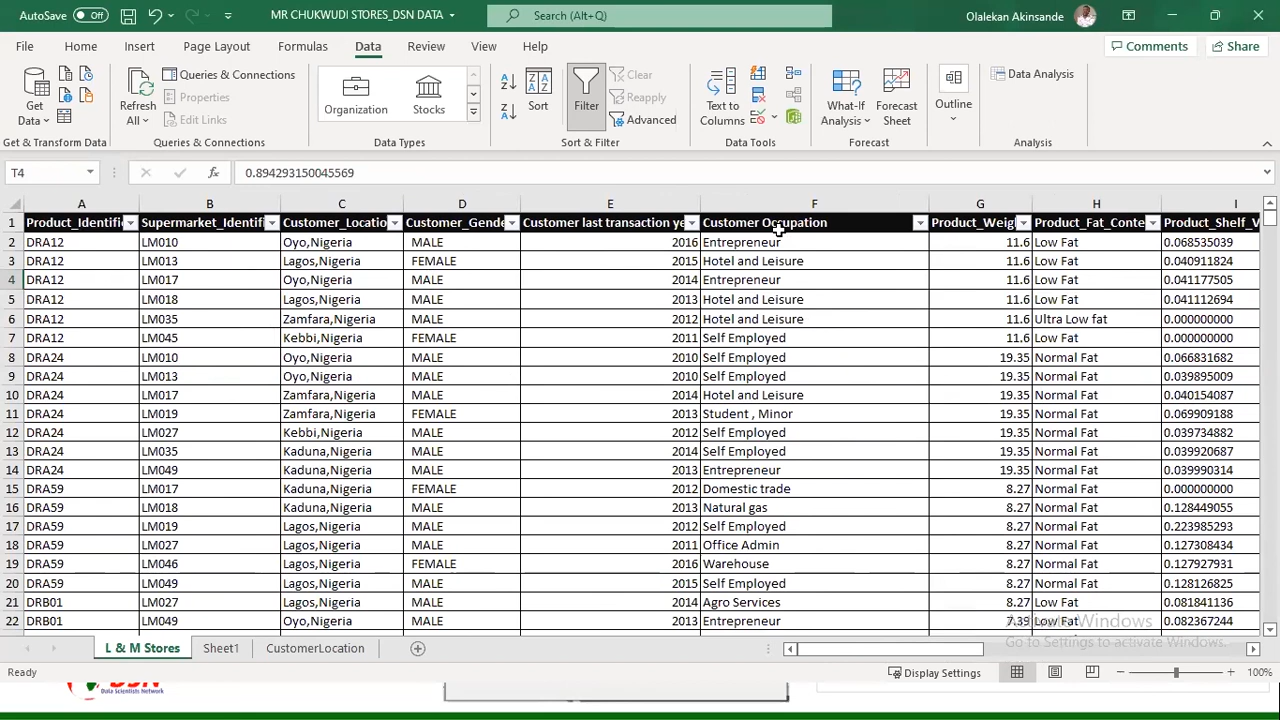 AutoSave Off MR CHUKWUDI STORES_DSN DATA Search (Alt+Q) Olalekan Akinsande
File Home Insert Page Layout Formulas Data Review View Help Comments Share
Get Data Refresh All Queries & Connections Properties Edit Links Organization Stocks Sort Filter Clear Reapply Advanced Text to Columns What-If Analysis Forecast Sheet Outline Data Analysis
Get & Transform Data Queries & Connections Data Types Sort & Filter Data Tools Forecast Analysis
T4 fx 0.894293150045569
A B C D E F G H I
1 Product_Identifi Supermarket_Identifi Customer_Locatio Customer_Gende Customer last transaction ye Customer Occupation Product_Weig Product_Fat_Conte Product_Shelf_V
2 DRA12 LM010 Oyo,Nigeria MALE 2016 Entrepreneur 11.6 Low Fat 0.068535039
3 DRA12 LM013 Lagos,Nigeria FEMALE 2015 Hotel and Leisure 11.6 Low Fat 0.040911824
4 DRA12 LM017 Oyo,Nigeria MALE 2014 Entrepreneur 11.6 Low Fat 0.041177505
5 DRA12 LM018 Lagos,Nigeria MALE 2013 Hotel and Leisure 11.6 Low Fat 0.041112694
6 DRA12 LM035 Zamfara,Nigeria MALE 2012 Hotel and Leisure 11.6 Ultra Low fat 0.000000000
7 DRA12 LM045 Kebbi,Nigeria FEMALE 2011 Self Employed 11.6 Low Fat 0.000000000
8 DRA24 LM010 Oyo,Nigeria MALE 2010 Self Employed 19.35 Normal Fat 0.066831682
9 DRA24 LM013 Oyo,Nigeria MALE 2010 Self Employed 19.35 Normal Fat 0.039895009
10 DRA24 LM017 Zamfara,Nigeria MALE 2014 Hotel and Leisure 19.35 Normal Fat 0.040154087
11 DRA24 LM019 Zamfara,Nigeria FEMALE 2013 Student , Minor 19.35 Normal Fat 0.069909188
12 DRA24 LM027 Kebbi,Nigeria MALE 2012 Self Employed 19.35 Normal Fat 0.039734882
13 DRA24 LM035 Kaduna,Nigeria MALE 2014 Self Employed 19.35 Normal Fat 0.039920687
14 DRA24 LM049 Kaduna,Nigeria MALE 2013 Entrepreneur 19.35 Normal Fat 0.039990314
15 DRA59 LM017 Kaduna,Nigeria FEMALE 2012 Domestic trade 8.27 Normal Fat 0.000000000
16 DRA59 LM018 Kaduna,Nigeria MALE 2013 Natural gas 8.27 Normal Fat 0.128449055
17 DRA59 LM019 Lagos,Nigeria MALE 2012 Self Employed 8.27 Normal Fat 0.223985293
18 DRA59 LM027 Lagos,Nigeria MALE 2011 Office Admin 8.27 Normal Fat 0.127308434
19 DRA59 LM046 Lagos,Nigeria FEMALE 2016 Warehouse 8.27 Normal Fat 0.127927931
20 DRA59 LM049 Lagos,Nigeria MALE 2015 Self Employed 8.27 Normal Fat 0.128126825
21 DRB01 LM027 Lagos,Nigeria MALE 2014 Agro Services 8.27 Low Fat 0.081841136
22 DRB01 LM049 Oyo,Nigeria MALE 2013 Entrepreneur 7.39 Low Fat 0.082367244
Activate Windows
Go to Settings to activate Windows.
L & M Stores Sheet1 CustomerLocation
Ready Display Settings 100%
DSN
Data Scientists Network